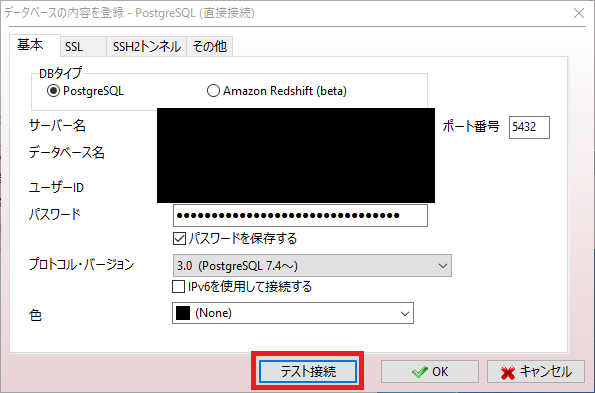 データベースの内容を登録 - PostgreSQL (直接接続)
基本 SSL SSH2トンネル その他
DBタイプ
PostgreSQL Amazon Redshift (beta)
サーバー名 ポート番号 5432
データベース名
ユーザーID
パスワード ●●●●●●●●●●●●●●●●●●●●●●●●●●●●●●●●
パスワードを保存する
プロトコル・バージョン 3.0 (PostgreSQL 7.4～)
IPv6を使用して接続する
色 (None)
テスト接続 OK キャンセル